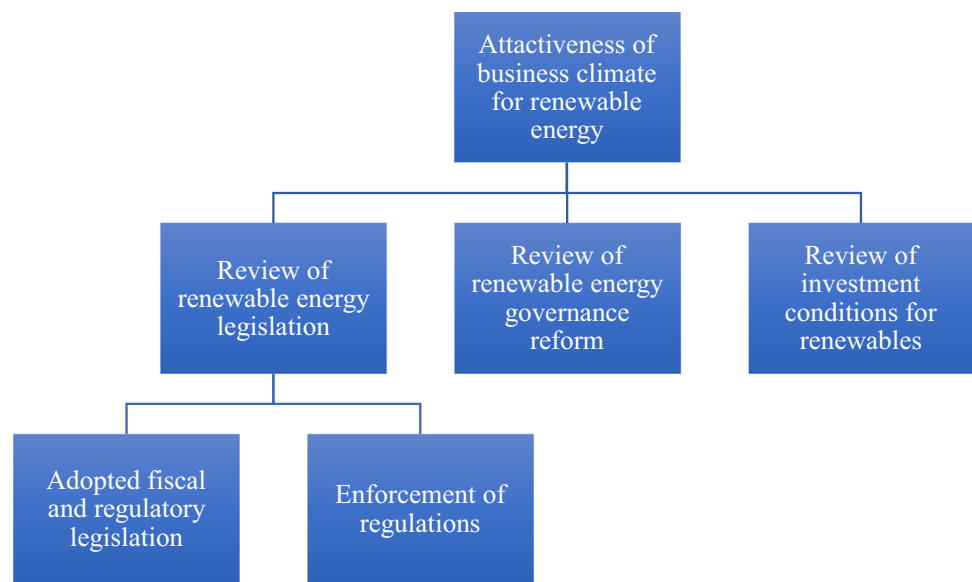 Attactiveness of
business climate
for renewable
energy
Review of
renewable energy
legislation
Review of
renewable energy
governance
reform
Review of
investment
conditions for
renewables
Adopted fiscal
and regulatory
legislation
Enforcement of
regulations